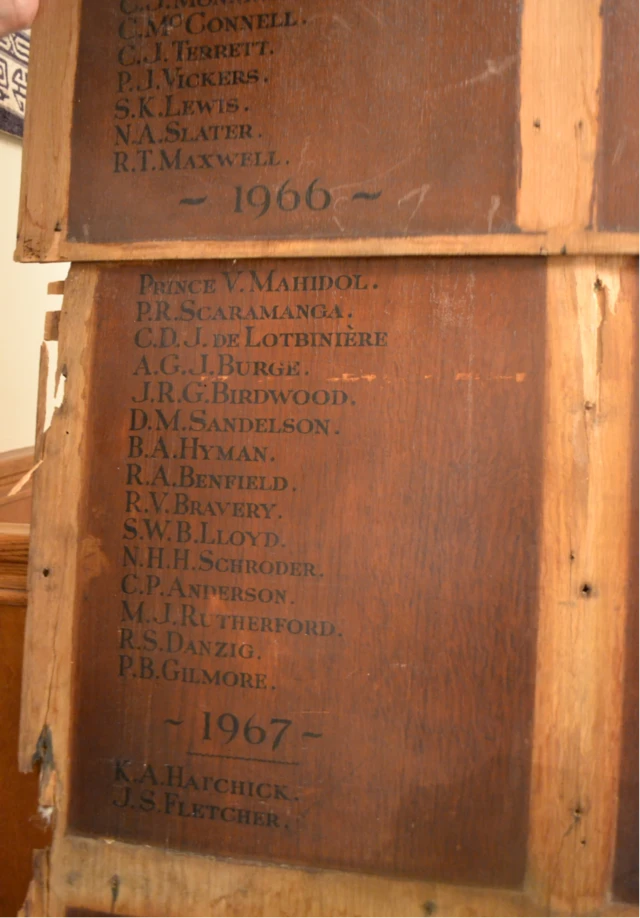 C. McCONNELL.
C.J. TERRETT.
P.J. VICKERS.
S.K. LEWIS.
N.A. SLATER.
R.T. MAXWELL.
~ 1966 ~
PRINCE V. MAHIDOL.
P.R. SCARAMANGA.
C.D.J. DE LOTBINIÈRE
A.G.J. BURGE.
J.R.G. BIRDWOOD.
D.M. SANDELSON.
B.A. HYMAN.
R.A. BENFIELD.
R.V. BRAVERY.
S.W.B. LLOYD.
N.H.H. SCHRODER.
C.P. ANDERSON.
M.J. RUTHERFORD.
R.S. DANZIG.
P.B. GILMORE.
~ 1967 ~
K.A. HATCHICK.
J.S. FLETCHER.